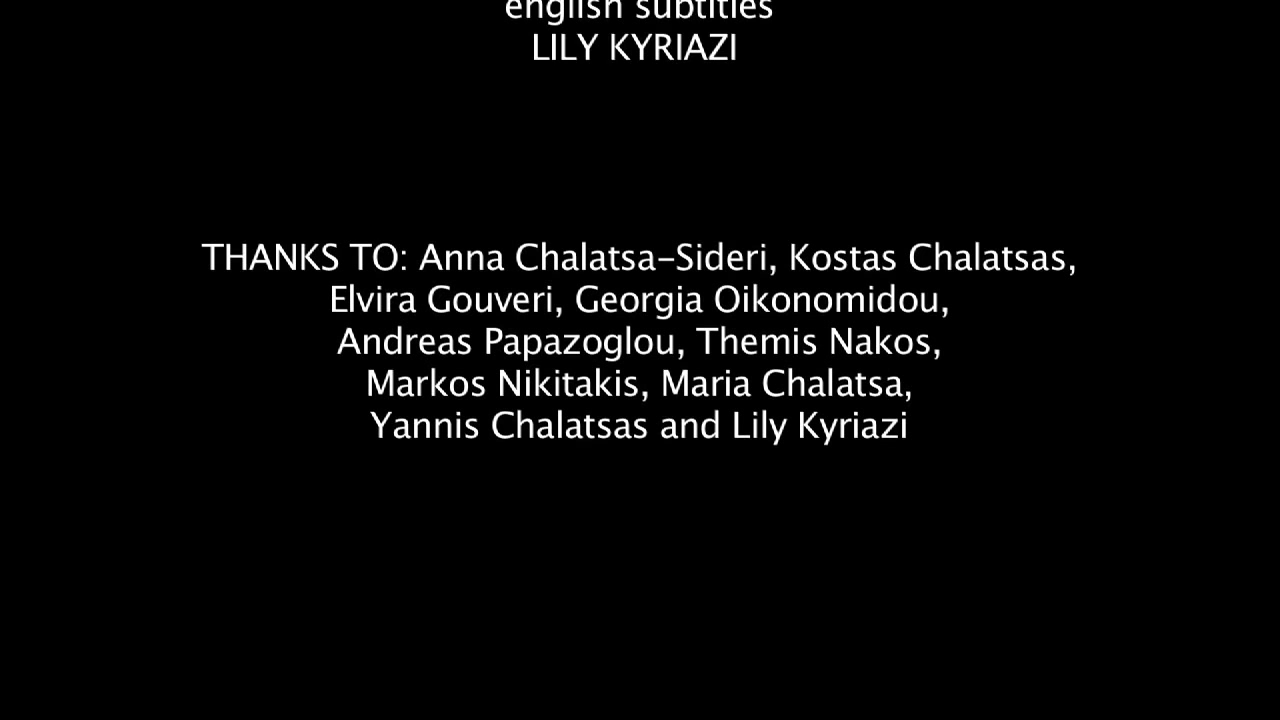 english subtitles
LILY KYRIAZI
THANKS TO: Anna Chalatsa-Sideri, Kostas Chalatsas,
Elvira Gouveri, Georgia Oikonomidou,
Andreas Papazoglou, Themis Nakos,
Markos Nikitakis, Maria Chalatsa,
Yannis Chalatsas and Lily Kyriazi